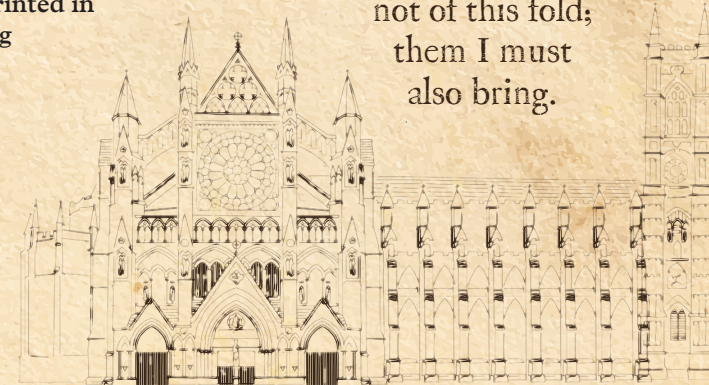 rinted in
g
not of this fold;
them I must
also bring.